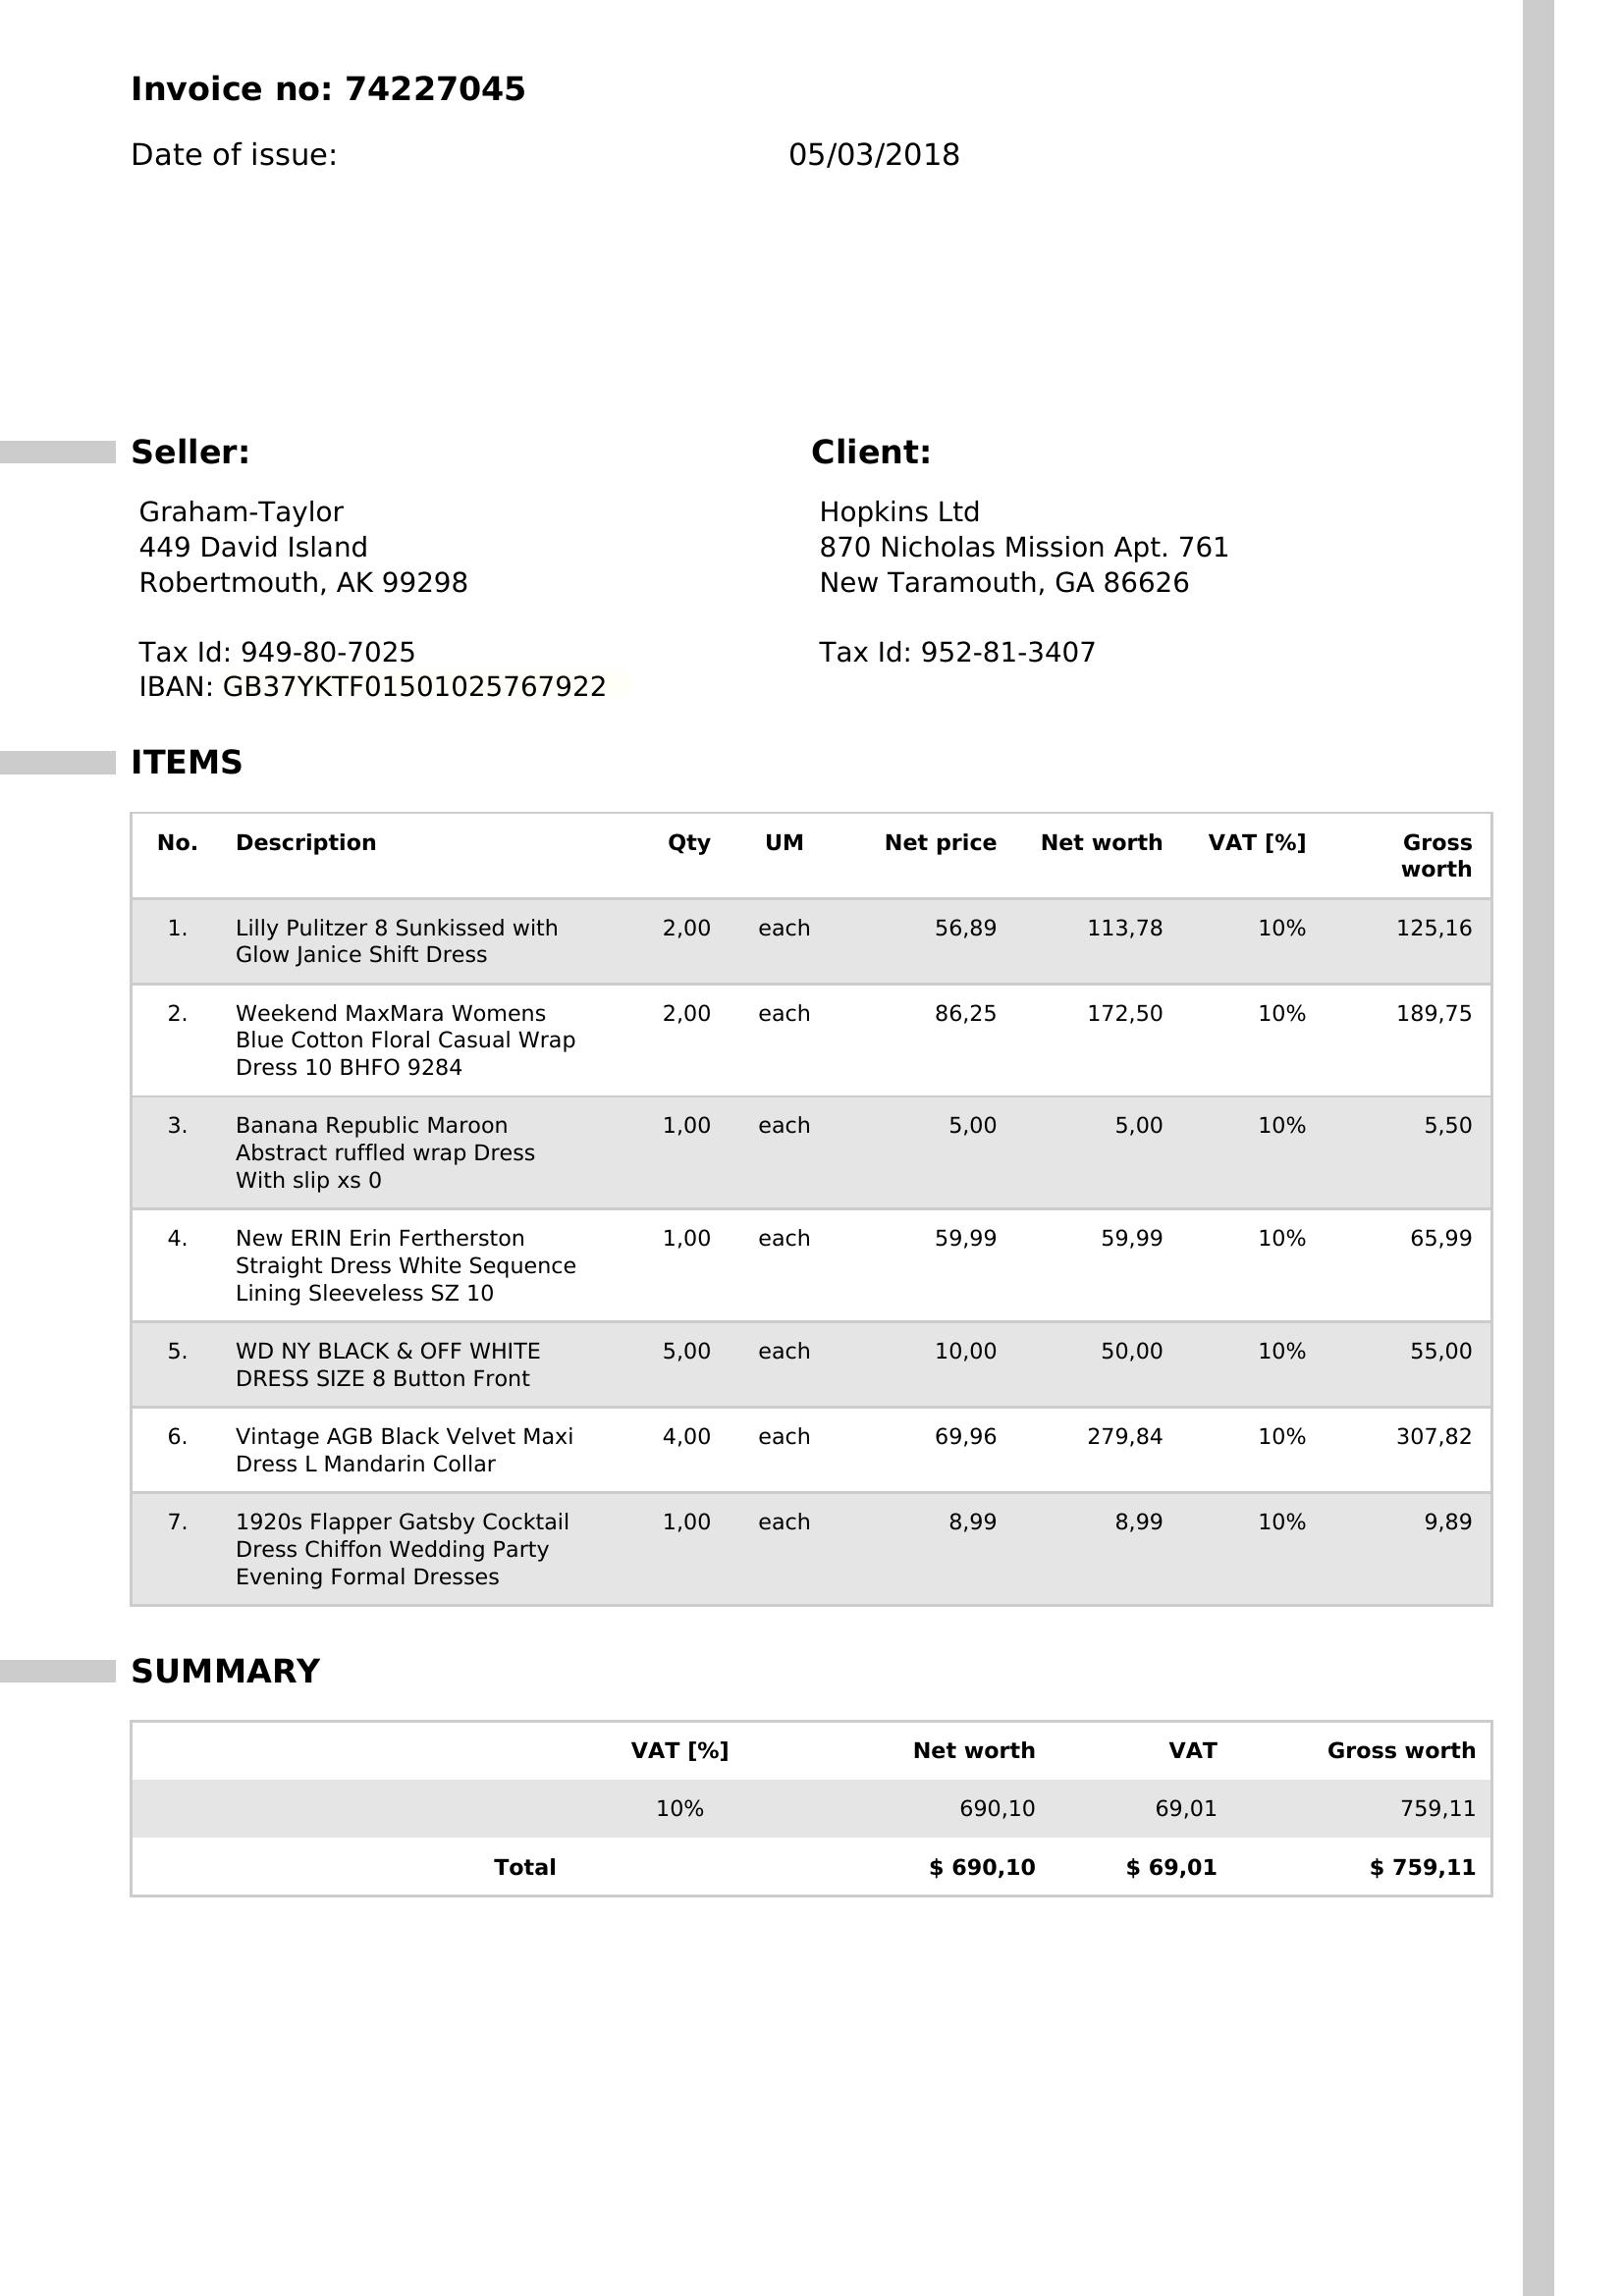 Invoice no: 74227045
Date of issue: 05/03/2018
Seller:
Graham-Taylor
449 David Island
Robertmouth, AK 99298
Tax Id: 949-80-7025
IBAN: GB37YKTF01501025767922
Client:
Hopkins Ltd
870 Nicholas Mission Apt. 761
New Taramouth, GA 86626
Tax Id: 952-81-3407
ITEMS
No. Description Qty UM Net price Net worth VAT [%] Gross
worth
1. Lilly Pulitzer 8 Sunkissed with 2,00 each 56,89 113,78 10% 125,16
Glow Janice Shift Dress
2. Weekend MaxMara Womens 2,00 each 86,25 172,50 10% 189,75
Blue Cotton Floral Casual Wrap
Dress 10 BHFO 9284
3. Banana Republic Maroon 1,00 each 5,00 5,00 10% 5,50
Abstract ruffled wrap Dress
With slip xs 0
4. New ERIN Erin Fertherston 1,00 each 59,99 59,99 10% 65,99
Straight Dress White Sequence
Lining Sleeveless SZ 10
5. WD NY BLACK & OFF WHITE 5,00 each 10,00 50,00 10% 55,00
DRESS SIZE 8 Button Front
6. Vintage AGB Black Velvet Maxi 4,00 each 69,96 279,84 10% 307,82
Dress L Mandarin Collar
7. 1920s Flapper Gatsby Cocktail 1,00 each 8,99 8,99 10% 9,89
Dress Chiffon Wedding Party
Evening Formal Dresses
SUMMARY
VAT [%] Net worth VAT Gross worth
10% 690,10 69,01 759,11
Total $ 690,10 $ 69,01 $ 759,11